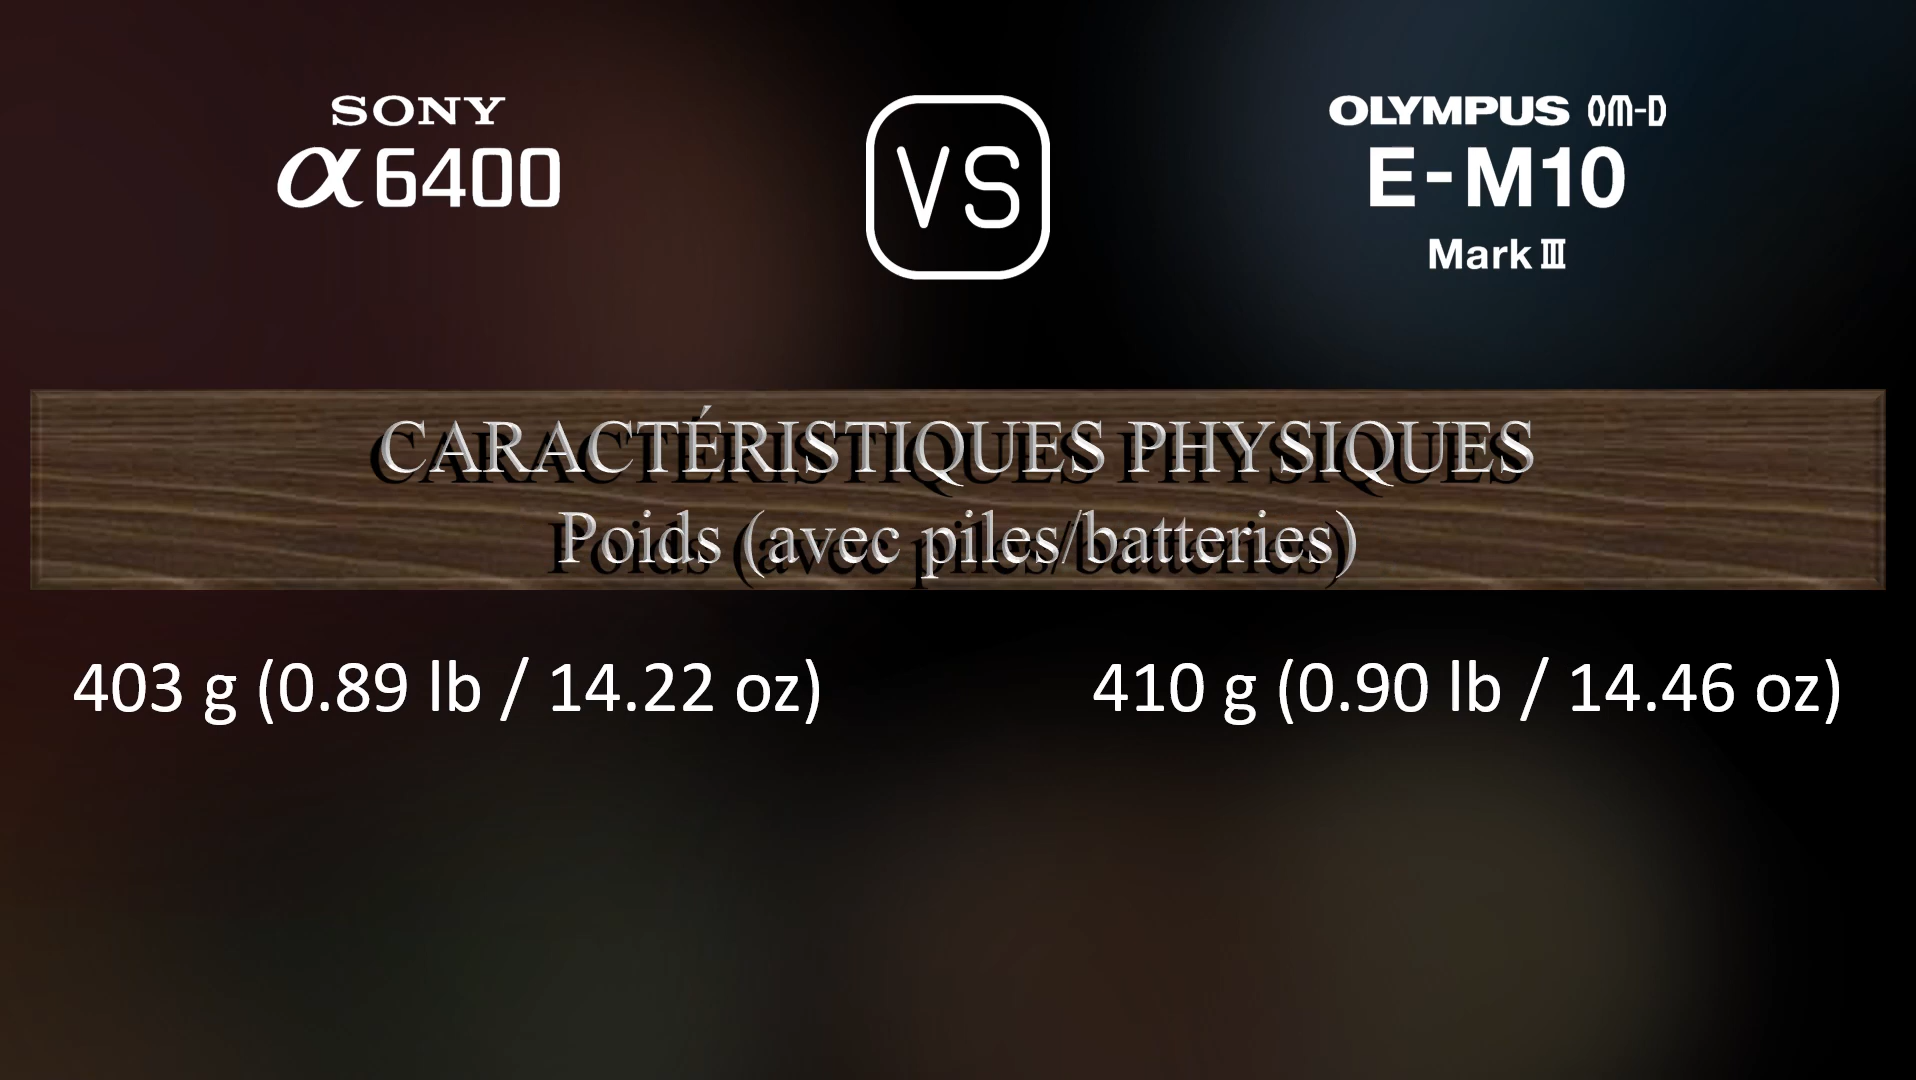 SONY
α6400
VS
OLYMPUS OM-D
E-M10
Mark III
CARACTÉRISTIQUES PHYSIQUES
Poids (avec piles/batteries)
403 g (0.89 lb / 14.22 oz)
410 g (0.90 lb / 14.46 oz)